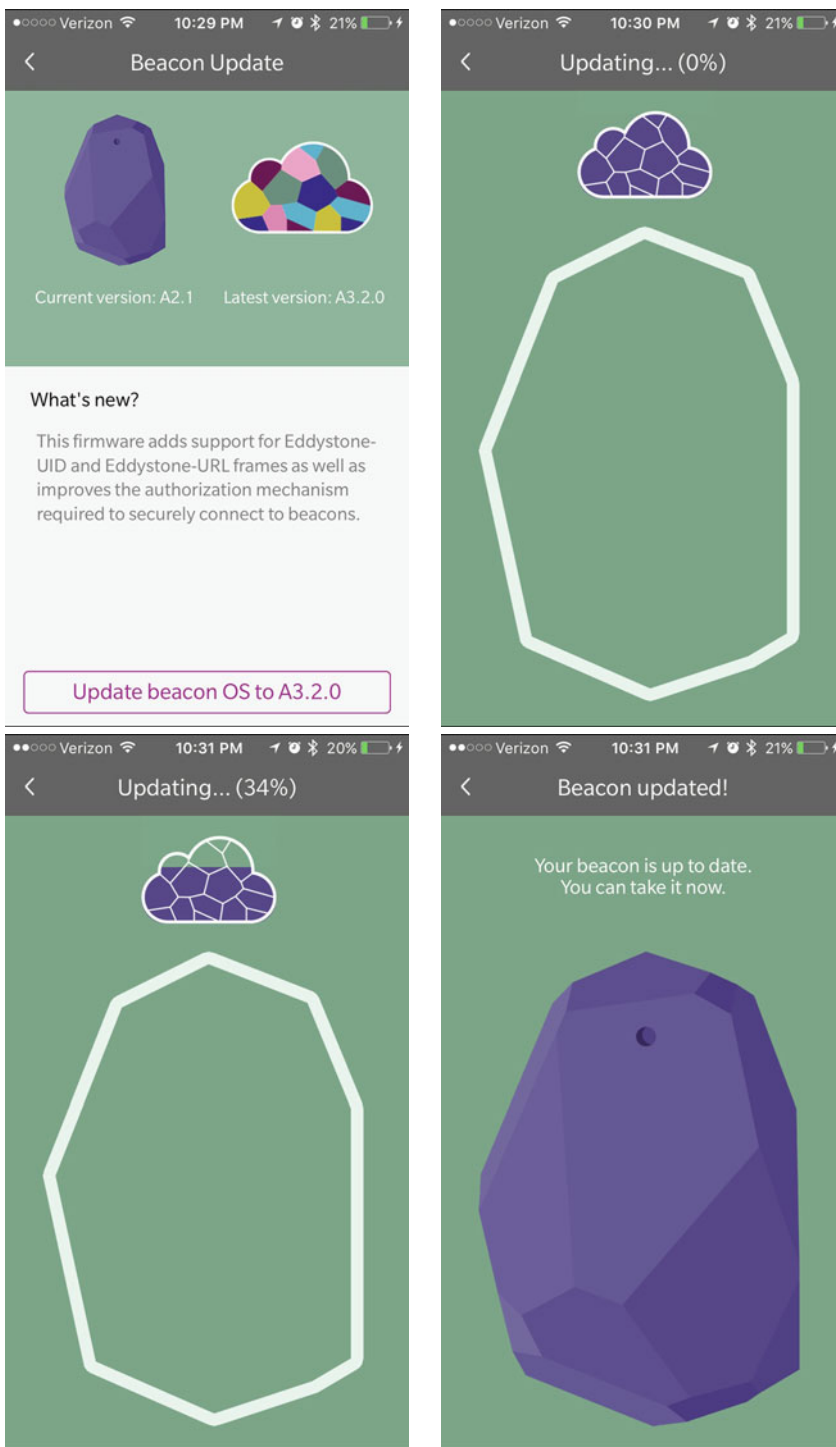 Verizon 10:29 PM 21%
Beacon Update
Current version: A2.1 Latest version: A3.2.0
What's new?
This firmware adds support for Eddystone-
UID and Eddystone-URL frames as well as
improves the authorization mechanism
required to securely connect to beacons.
Update beacon OS to A3.2.0
Verizon 10:30 PM 21%
Updating... (0%)
Verizon 10:31 PM 20%
Updating... (34%)
Verizon 10:31 PM 21%
Beacon updated!
Your beacon is up to date.
You can take it now.